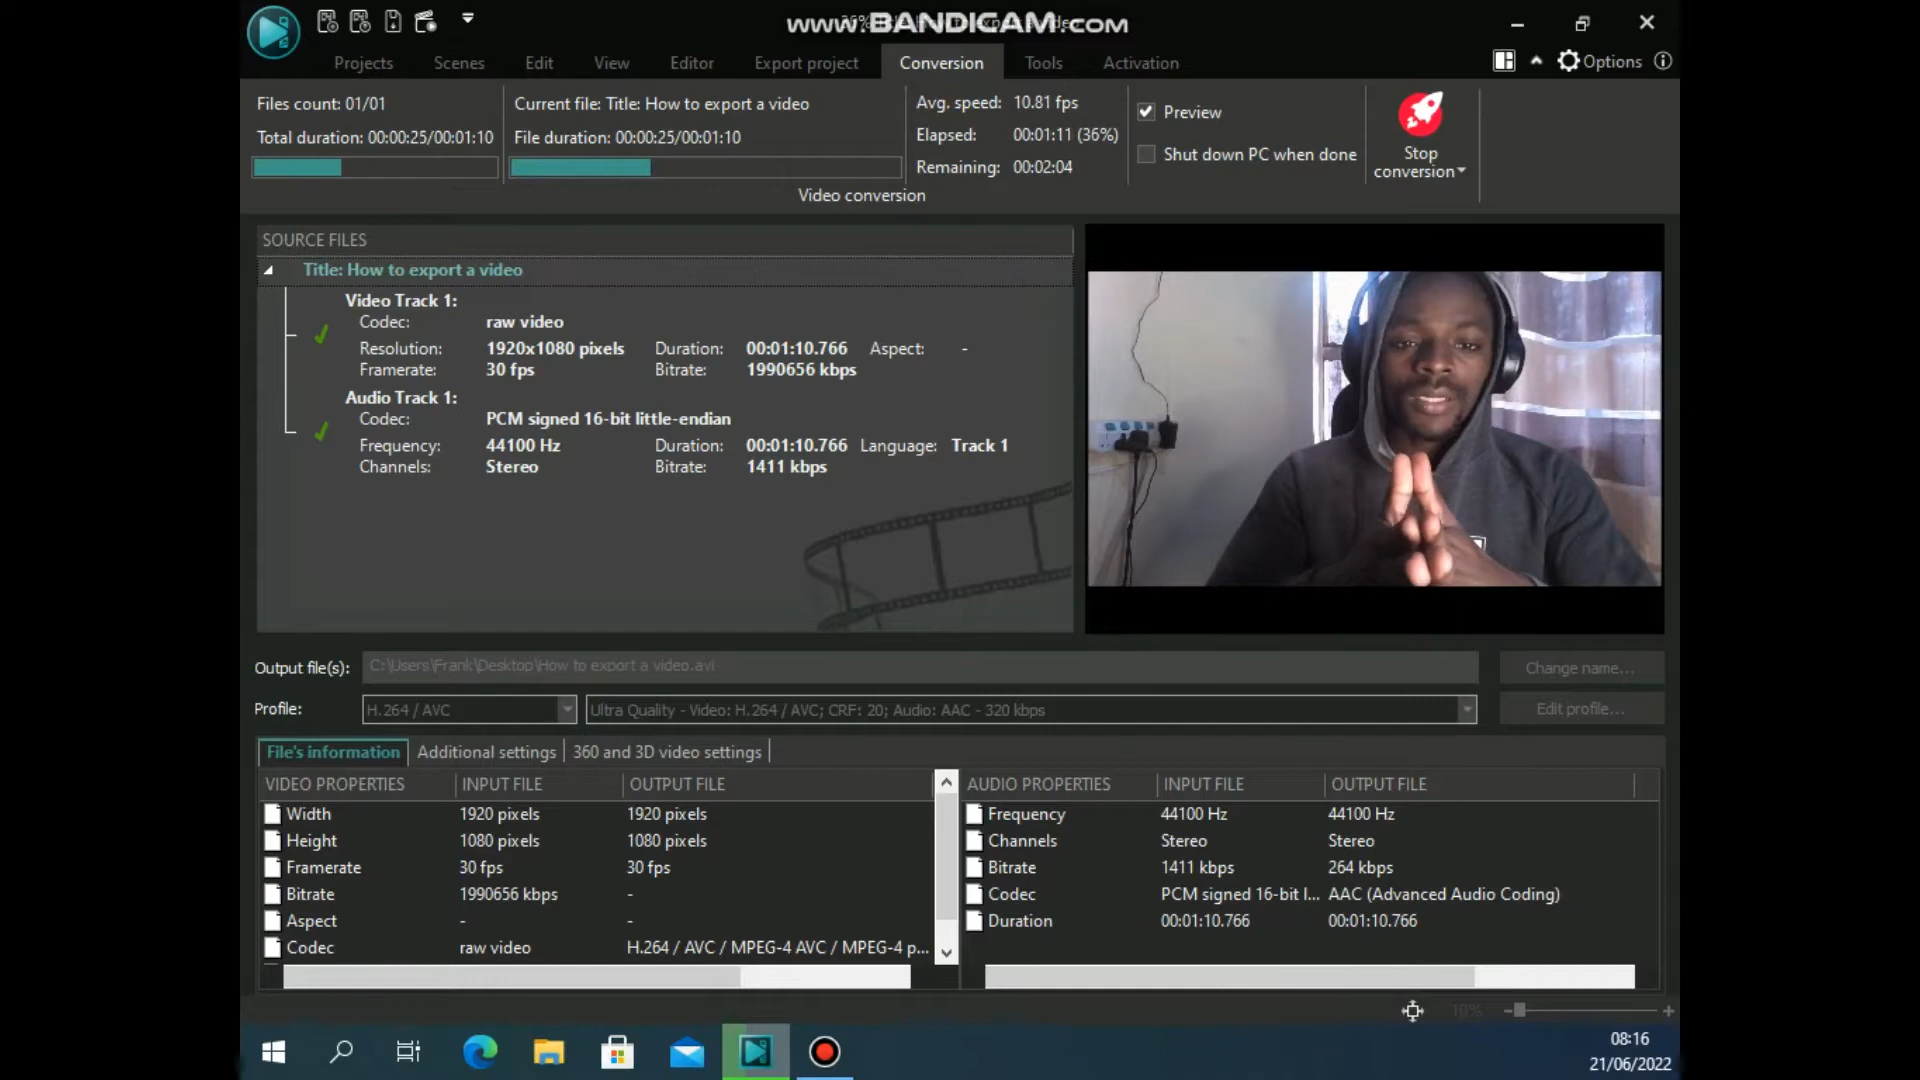 www.BANDICAM.com
Projects
Scenes
Edit
View
Editor
Export project
Conversion
Tools
Activation
Options
Files count: 01/01
Total duration: 00:00:25/00:01:10
Current file: Title: How to export a video
File duration: 00:00:25/00:01:10
Avg. speed: 10.81 fps
Elapsed: 00:01:11 (36%)
Remaining: 00:02:04
Preview
Shut down PC when done
Stop
conversion
Video conversion
SOURCE FILES
Title: How to export a video
Video Track 1:
Codec: raw video
Resolution: 1920x1080 pixels Duration: 00:01:10.766 Aspect: -
Framerate: 30 fps Bitrate: 1990656 kbps
Audio Track 1:
Codec: PCM signed 16-bit little-endian
Frequency: 44100 Hz Duration: 00:01:10.766 Language: Track 1
Channels: Stereo Bitrate: 1411 kbps
Output file(s): C:\Users\Frank\Desktop\How to export a video.avi
Change name...
Profile: H.264 / AVC Ultra Quality - Video: H.264 / AVC; CRF: 20; Audio: AAC - 320 kbps
Edit profile...
File's information Additional settings 360 and 3D video settings
VIDEO PROPERTIES INPUT FILE OUTPUT FILE
Width 1920 pixels 1920 pixels
Height 1080 pixels 1080 pixels
Framerate 30 fps 30 fps
Bitrate 1990656 kbps -
Aspect - -
Codec raw video H.264 / AVC / MPEG-4 AVC / MPEG-4 p...
AUDIO PROPERTIES INPUT FILE OUTPUT FILE
Frequency 44100 Hz 44100 Hz
Channels Stereo Stereo
Bitrate 1411 kbps 264 kbps
Codec PCM signed 16-bit l... AAC (Advanced Audio Coding)
Duration 00:01:10.766 00:01:10.766
10%
08:16
21/06/2022